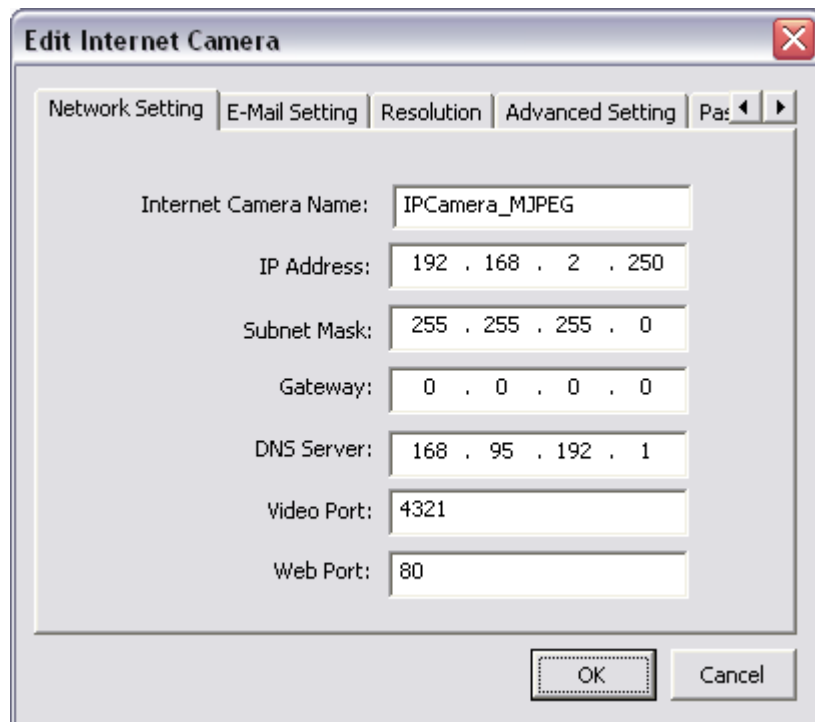 Edit Internet Camera
Network Setting E-Mail Setting Resolution Advanced Setting Pas
Internet Camera Name: IPCamera_MJPEG
IP Address: 192 . 168 . 2 . 250
Subnet Mask: 255 . 255 . 255 . 0
Gateway: 0 . 0 . 0 . 0
DNS Server: 168 . 95 . 192 . 1
Video Port: 4321
Web Port: 80
OK Cancel